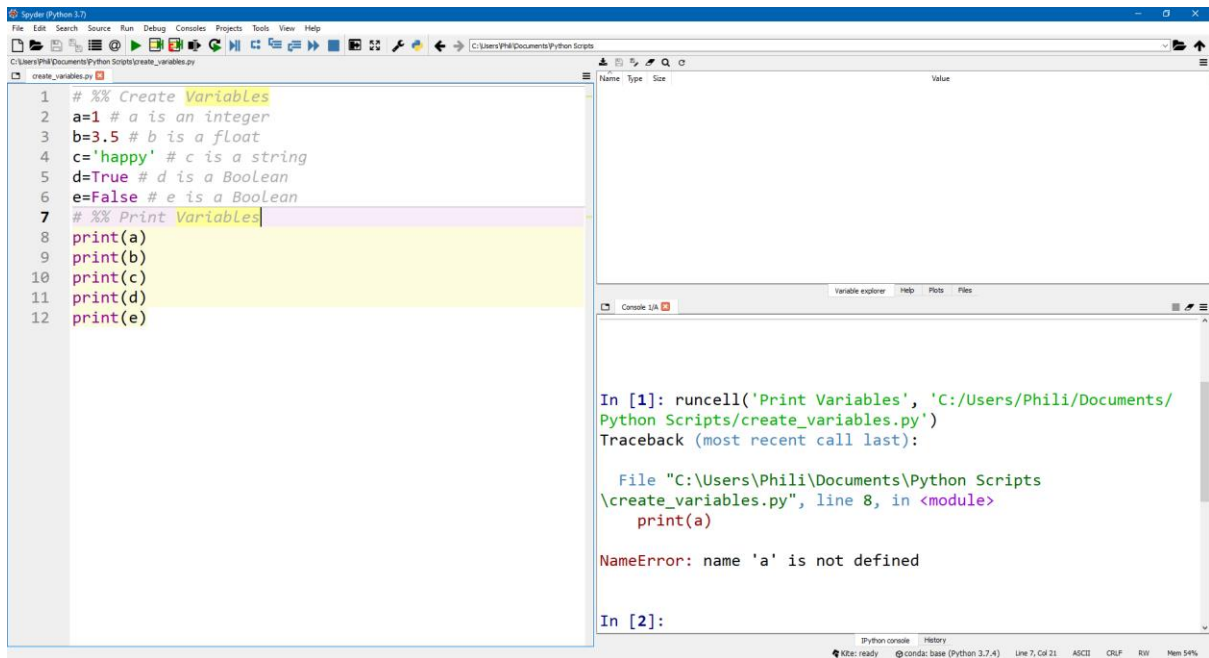 Spyder (Python 3.7)
File Edit Search Source Run Debug Consoles Projects Tools View Help
C:\Users\Phili\Documents\Python Scripts
C:\Users\Phili\Documents\Python Scripts\create_variables.py
create_variables.py
1 # %% Create Variables
2 a=1 # a is an integer
3 b=3.5 # b is a float
4 c='happy' # c is a string
5 d=True # d is a Boolean
6 e=False # e is a Boolean
7 # %% Print Variables
8 print(a)
9 print(b)
10 print(c)
11 print(d)
12 print(e)
Name Type Size Value
Variable explorer Help Plots Files
Console 1/A
In [1]: runcell('Print Variables', 'C:/Users/Phili/Documents/
Python Scripts/create_variables.py')
Traceback (most recent call last):
File "C:\Users\Phili\Documents\Python Scripts
\create_variables.py", line 8, in <module>
print(a)
NameError: name 'a' is not defined
In [2]:
IPython console History
Kite: ready conda: base (Python 3.7.4) Line 7, Col 21 ASCII CRLF RW Mem 54%